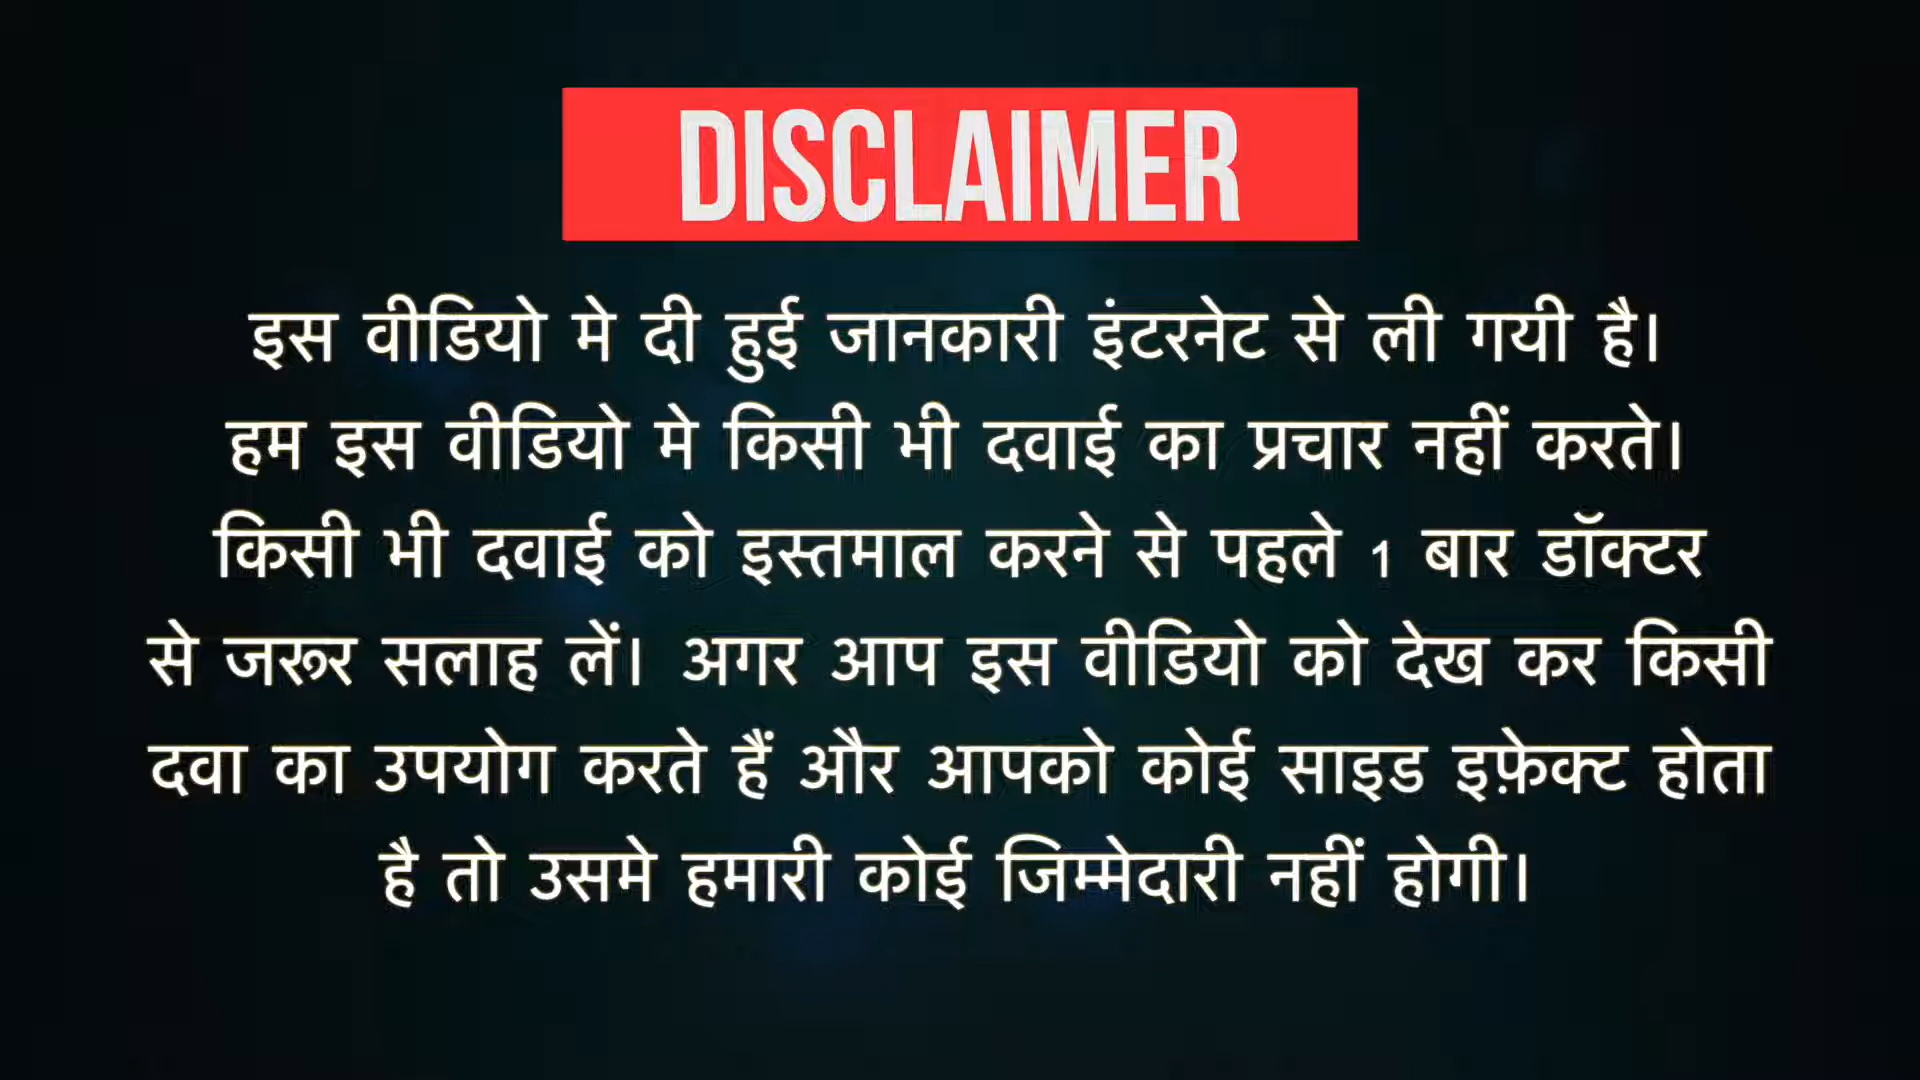 DISCLAIMER
इस वीडियो मे दी हुई जानकारी इंटरनेट से ली गयी है।
हम इस वीडियो मे किसी भी दवाई का प्रचार नहीं करते।
किसी भी दवाई को इस्तमाल करने से पहले 1 बार डॉक्टर
से जरूर सलाह लें। अगर आप इस वीडियो को देख कर किसी
दवा का उपयोग करते हैं और आपको कोई साइड इफ़ेक्ट होता
है तो उसमे हमारी कोई जिम्मेदारी नहीं होगी।